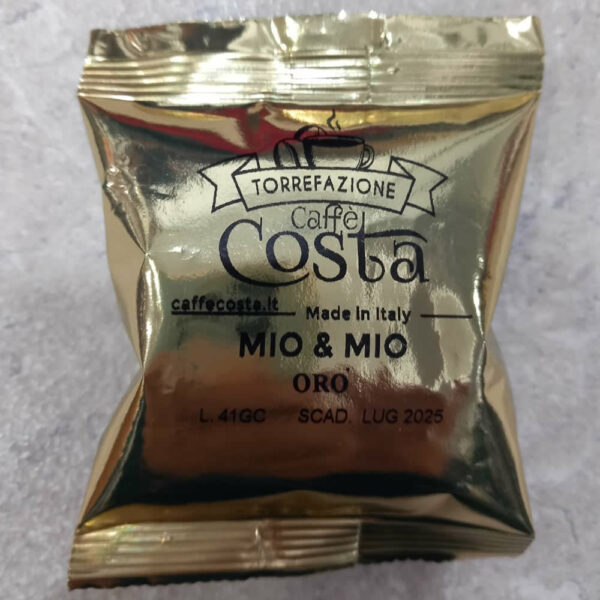 TORREFAZIONE
Caffè
Costa
caffecosta.it
Made in Italy
MIO & MIO
ORO'
L. 41GC SCAD. LUG 2025